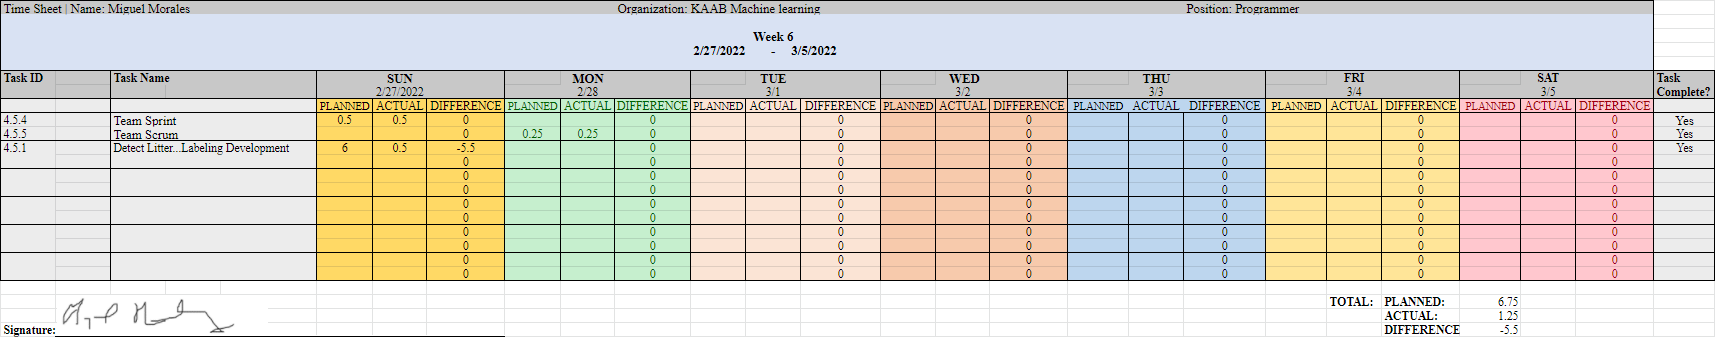 Time Sheet | Name: Miguel Morales Organization: KAAB Machine learning Position: Programmer
Week 6
2/27/2022 - 3/5/2022
Task ID Task Name SUN MON TUE WED THU FRI SAT Task
2/27/2022 2/28 3/1 3/2 3/3 3/4 3/5 Complete?
PLANNED ACTUAL DIFFERENCE PLANNED ACTUAL DIFFERENCE PLANNED ACTUAL DIFFERENCE PLANNED ACTUAL DIFFERENCE PLANNED ACTUAL DIFFERENCE PLANNED ACTUAL DIFFERENCE PLANNED ACTUAL DIFFERENCE
4.5.4 Team Sprint 0.5 0.5 0 0 0 0 0 0 0 Yes
4.5.5 Team Scrum 0 0.25 0.25 0 0 0 0 0 0 Yes
4.5.1 Detect Litter...Labeling Development 6 0.5 -5.5 0 0 0 0 0 0 Yes
0 0 0 0 0 0 0
0 0 0 0 0 0 0
0 0 0 0 0 0 0
0 0 0 0 0 0 0
0 0 0 0 0 0 0
0 0 0 0 0 0 0
0 0 0 0 0 0 0
0 0 0 0 0 0 0
0 0 0 0 0 0 0
TOTAL: PLANNED: 6.75
ACTUAL: 1.25
Signature: DIFFERENCE -5.5